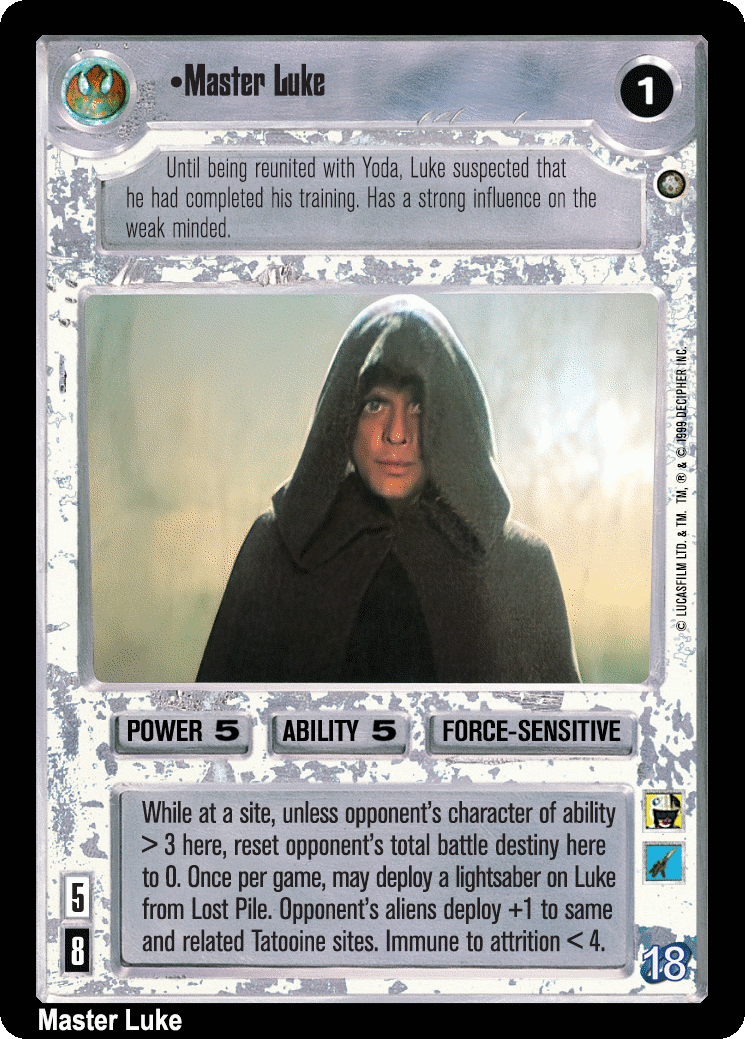 •Master Luke
1
Until being reunited with Yoda, Luke suspected that
he had completed his training. Has a strong influence on the
weak minded.
© LUCASFILM LTD. & TM. TM, ® & © 1999 DECIPHER INC.
POWER 5
ABILITY 5
FORCE-SENSITIVE
While at a site, unless opponent's character of ability
> 3 here, reset opponent's total battle destiny here
to 0. Once per game, may deploy a lightsaber on Luke
from Lost Pile. Opponent's aliens deploy +1 to same
and related Tatooine sites. Immune to attrition < 4.
5
8
18
Master Luke